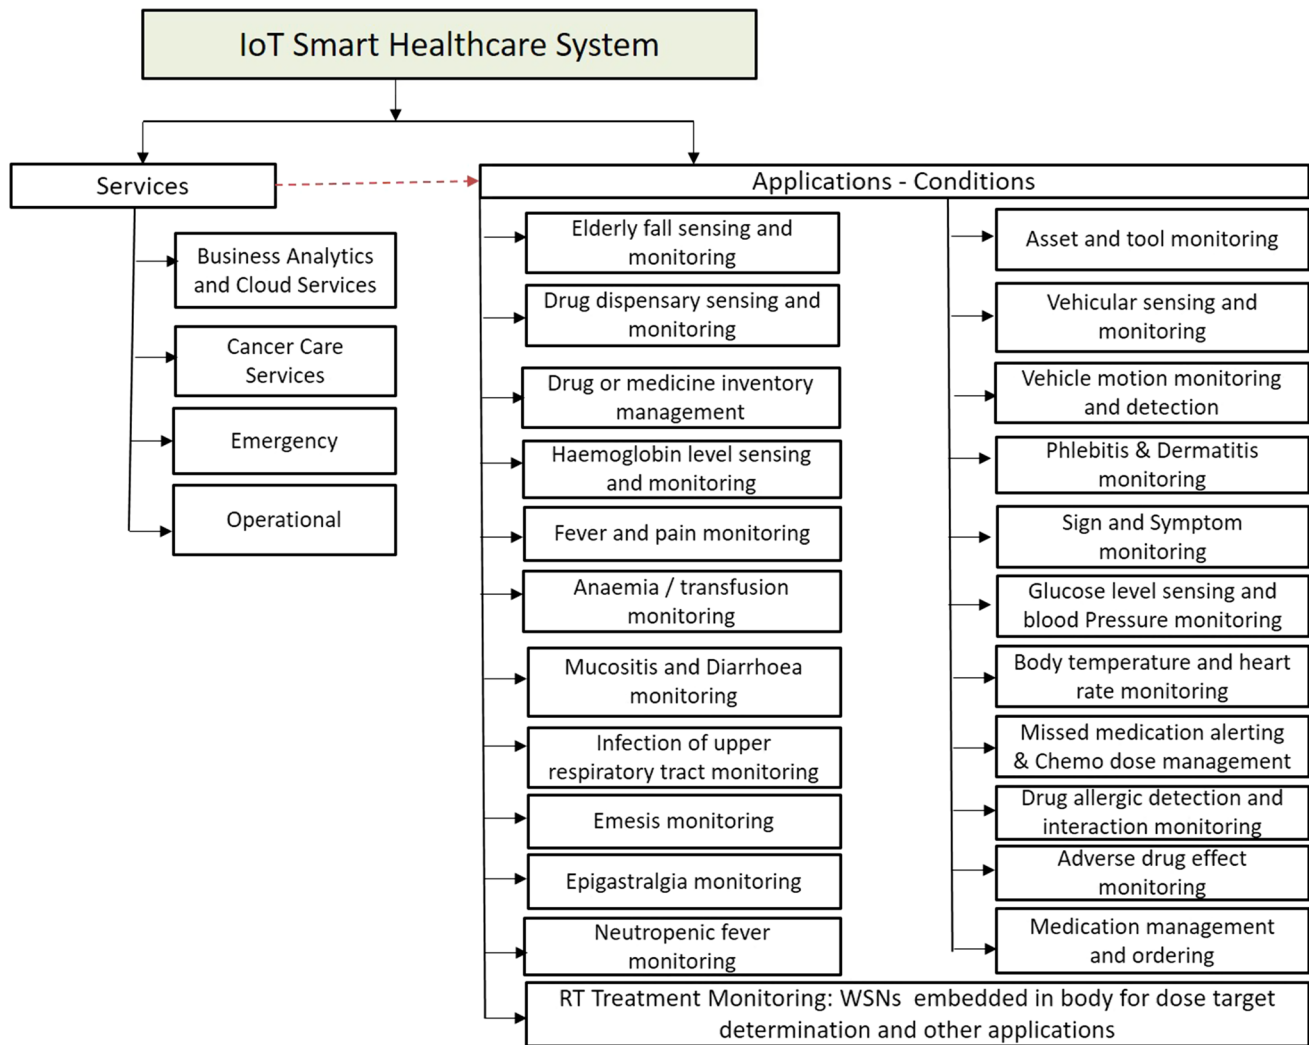 IoT Smart Healthcare System
Services
Business Analytics
and Cloud Services
Cancer Care
Services
Emergency
Operational
Applications - Conditions
Elderly fall sensing and
monitoring
Drug dispensary sensing and
monitoring
Drug or medicine inventory
management
Haemoglobin level sensing
and monitoring
Fever and pain monitoring
Anaemia / transfusion
monitoring
Mucositis and Diarrhoea
monitoring
Infection of upper
respiratory tract monitoring
Emesis monitoring
Epigastralgia monitoring
Neutropenic fever
monitoring
Asset and tool monitoring
Vehicular sensing and
monitoring
Vehicle motion monitoring
and detection
Phlebitis & Dermatitis
monitoring
Sign and Symptom
monitoring
Glucose level sensing and
blood Pressure monitoring
Body temperature and heart
rate monitoring
Missed medication alerting
& Chemo dose management
Drug allergic detection and
interaction monitoring
Adverse drug effect
monitoring
Medication management
and ordering
RT Treatment Monitoring: WSNs embedded in body for dose target
determination and other applications